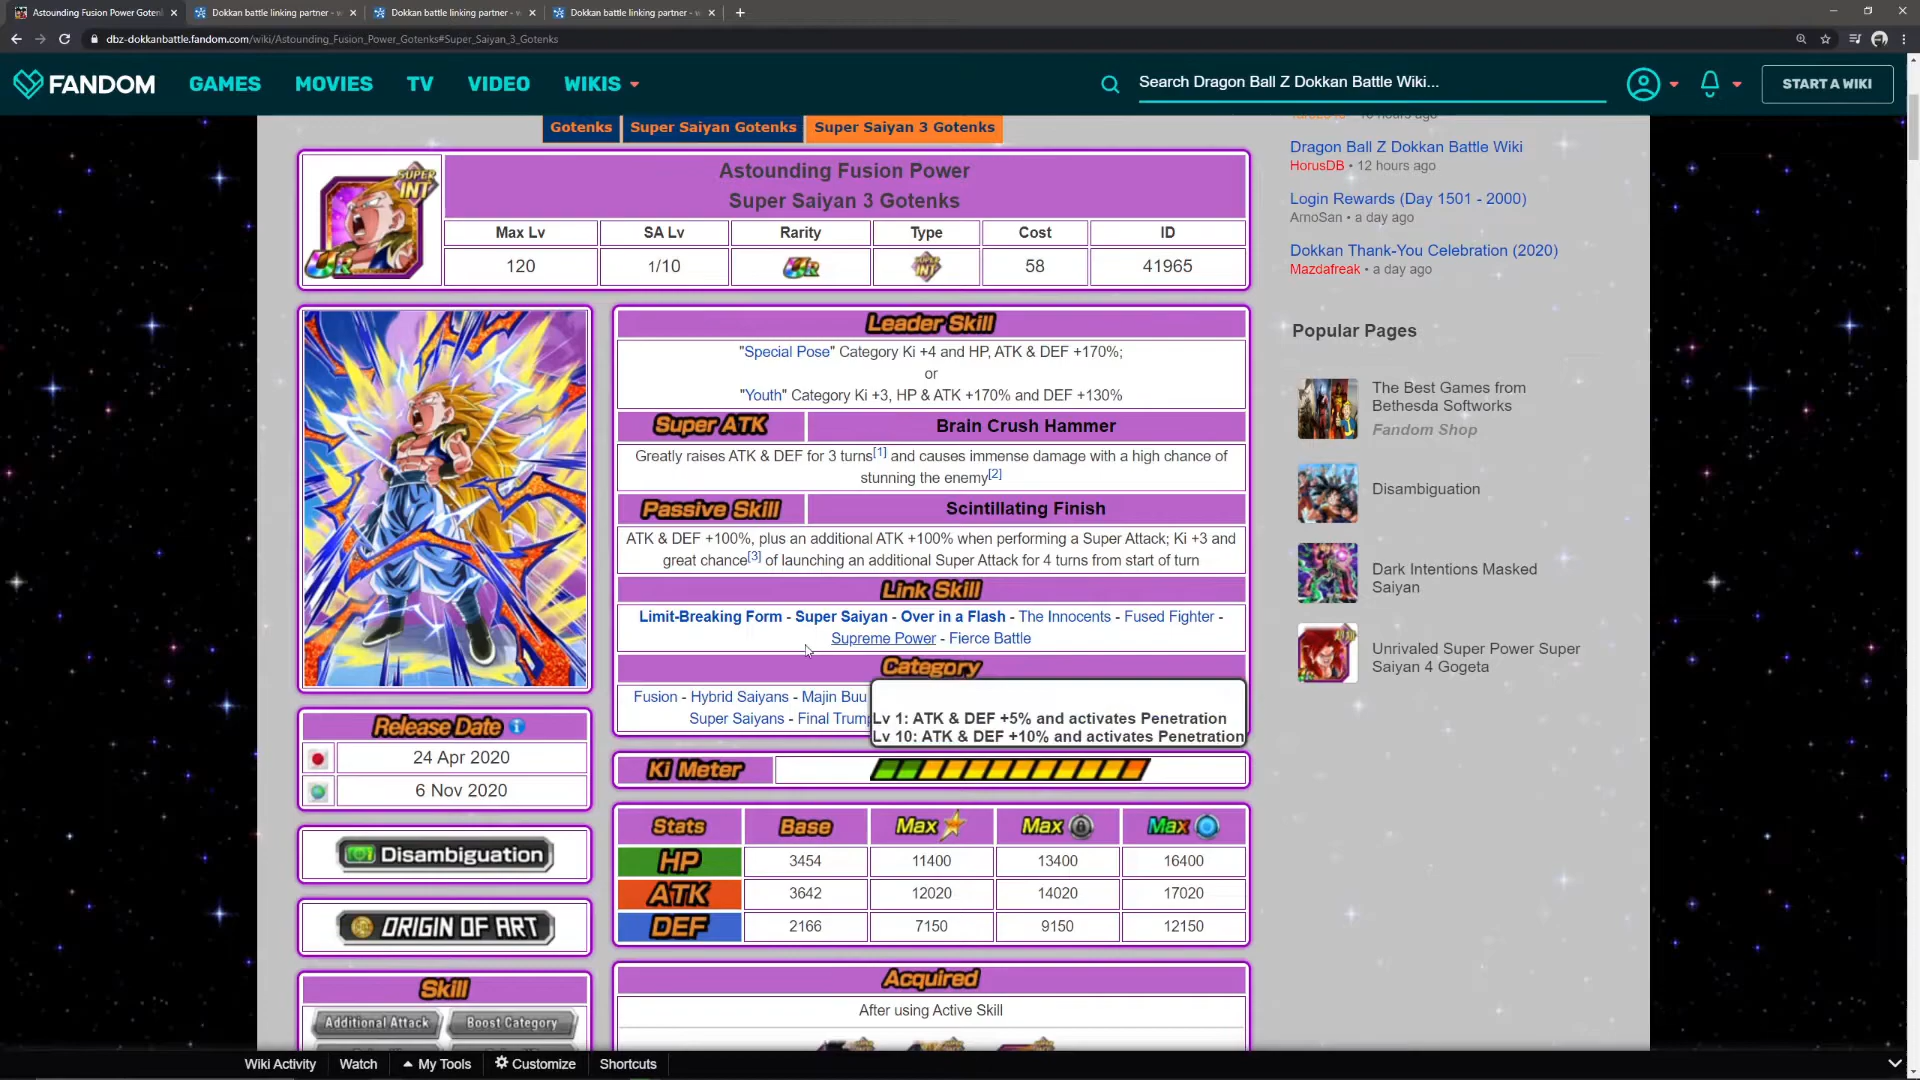 Astounding Fusion Power Goten
Dokkan battle linking partner - w
Dokkan battle linking partner - w
Dokkan battle linking partner - w
dbz-dokkanbattle.fandom.com/wiki/Astounding_Fusion_Power_Gotenks#Super_Saiyan_3_Gotenks
FANDOM GAMES MOVIES TV VIDEO WIKIS
Search Dragon Ball Z Dokkan Battle Wiki...
START A WIKI
Gotenks Super Saiyan Gotenks Super Saiyan 3 Gotenks
Astounding Fusion Power
Super Saiyan 3 Gotenks
SUPER
INT
UR
Max Lv SA Lv Rarity Type Cost ID
120 1/10 UR SUPER INT 58 41965
Leader Skill
"Special Pose" Category Ki +4 and HP, ATK & DEF +170%;
or
"Youth" Category Ki +3, HP & ATK +170% and DEF +130%
Super ATK Brain Crush Hammer
Greatly raises ATK & DEF for 3 turns[1] and causes immense damage with a high chance of
stunning the enemy[2]
Passive Skill Scintillating Finish
ATK & DEF +100%, plus an additional ATK +100% when performing a Super Attack; Ki +3 and
great chance[3] of launching an additional Super Attack for 4 turns from start of turn
Link Skill
Limit-Breaking Form - Super Saiyan - Over in a Flash - The Innocents - Fused Fighter -
Supreme Power - Fierce Battle
Category
Fusion - Hybrid Saiyans - Majin Buu
Super Saiyans - Final Trump
Lv 1: ATK & DEF +5% and activates Penetration
Lv 10: ATK & DEF +10% and activates Penetration
Ki Meter
Stats Base Max Max Max
HP 3454 11400 13400 16400
ATK 3642 12020 14020 17020
DEF 2166 7150 9150 12150
Acquired
After using Active Skill
Release Date
24 Apr 2020
6 Nov 2020
Disambiguation
ORIGIN OF ART
Skill
Additional Attack Boost Category
Dragon Ball Z Dokkan Battle Wiki
HorusDB • 12 hours ago
Login Rewards (Day 1501 - 2000)
ArnoSan • a day ago
Dokkan Thank-You Celebration (2020)
Mazdafreak • a day ago
Popular Pages
The Best Games from
Bethesda Softworks
Fandom Shop
Disambiguation
Dark Intentions Masked
Saiyan
Unrivaled Super Power Super
Saiyan 4 Gogeta
Wiki Activity Watch My Tools Customize Shortcuts